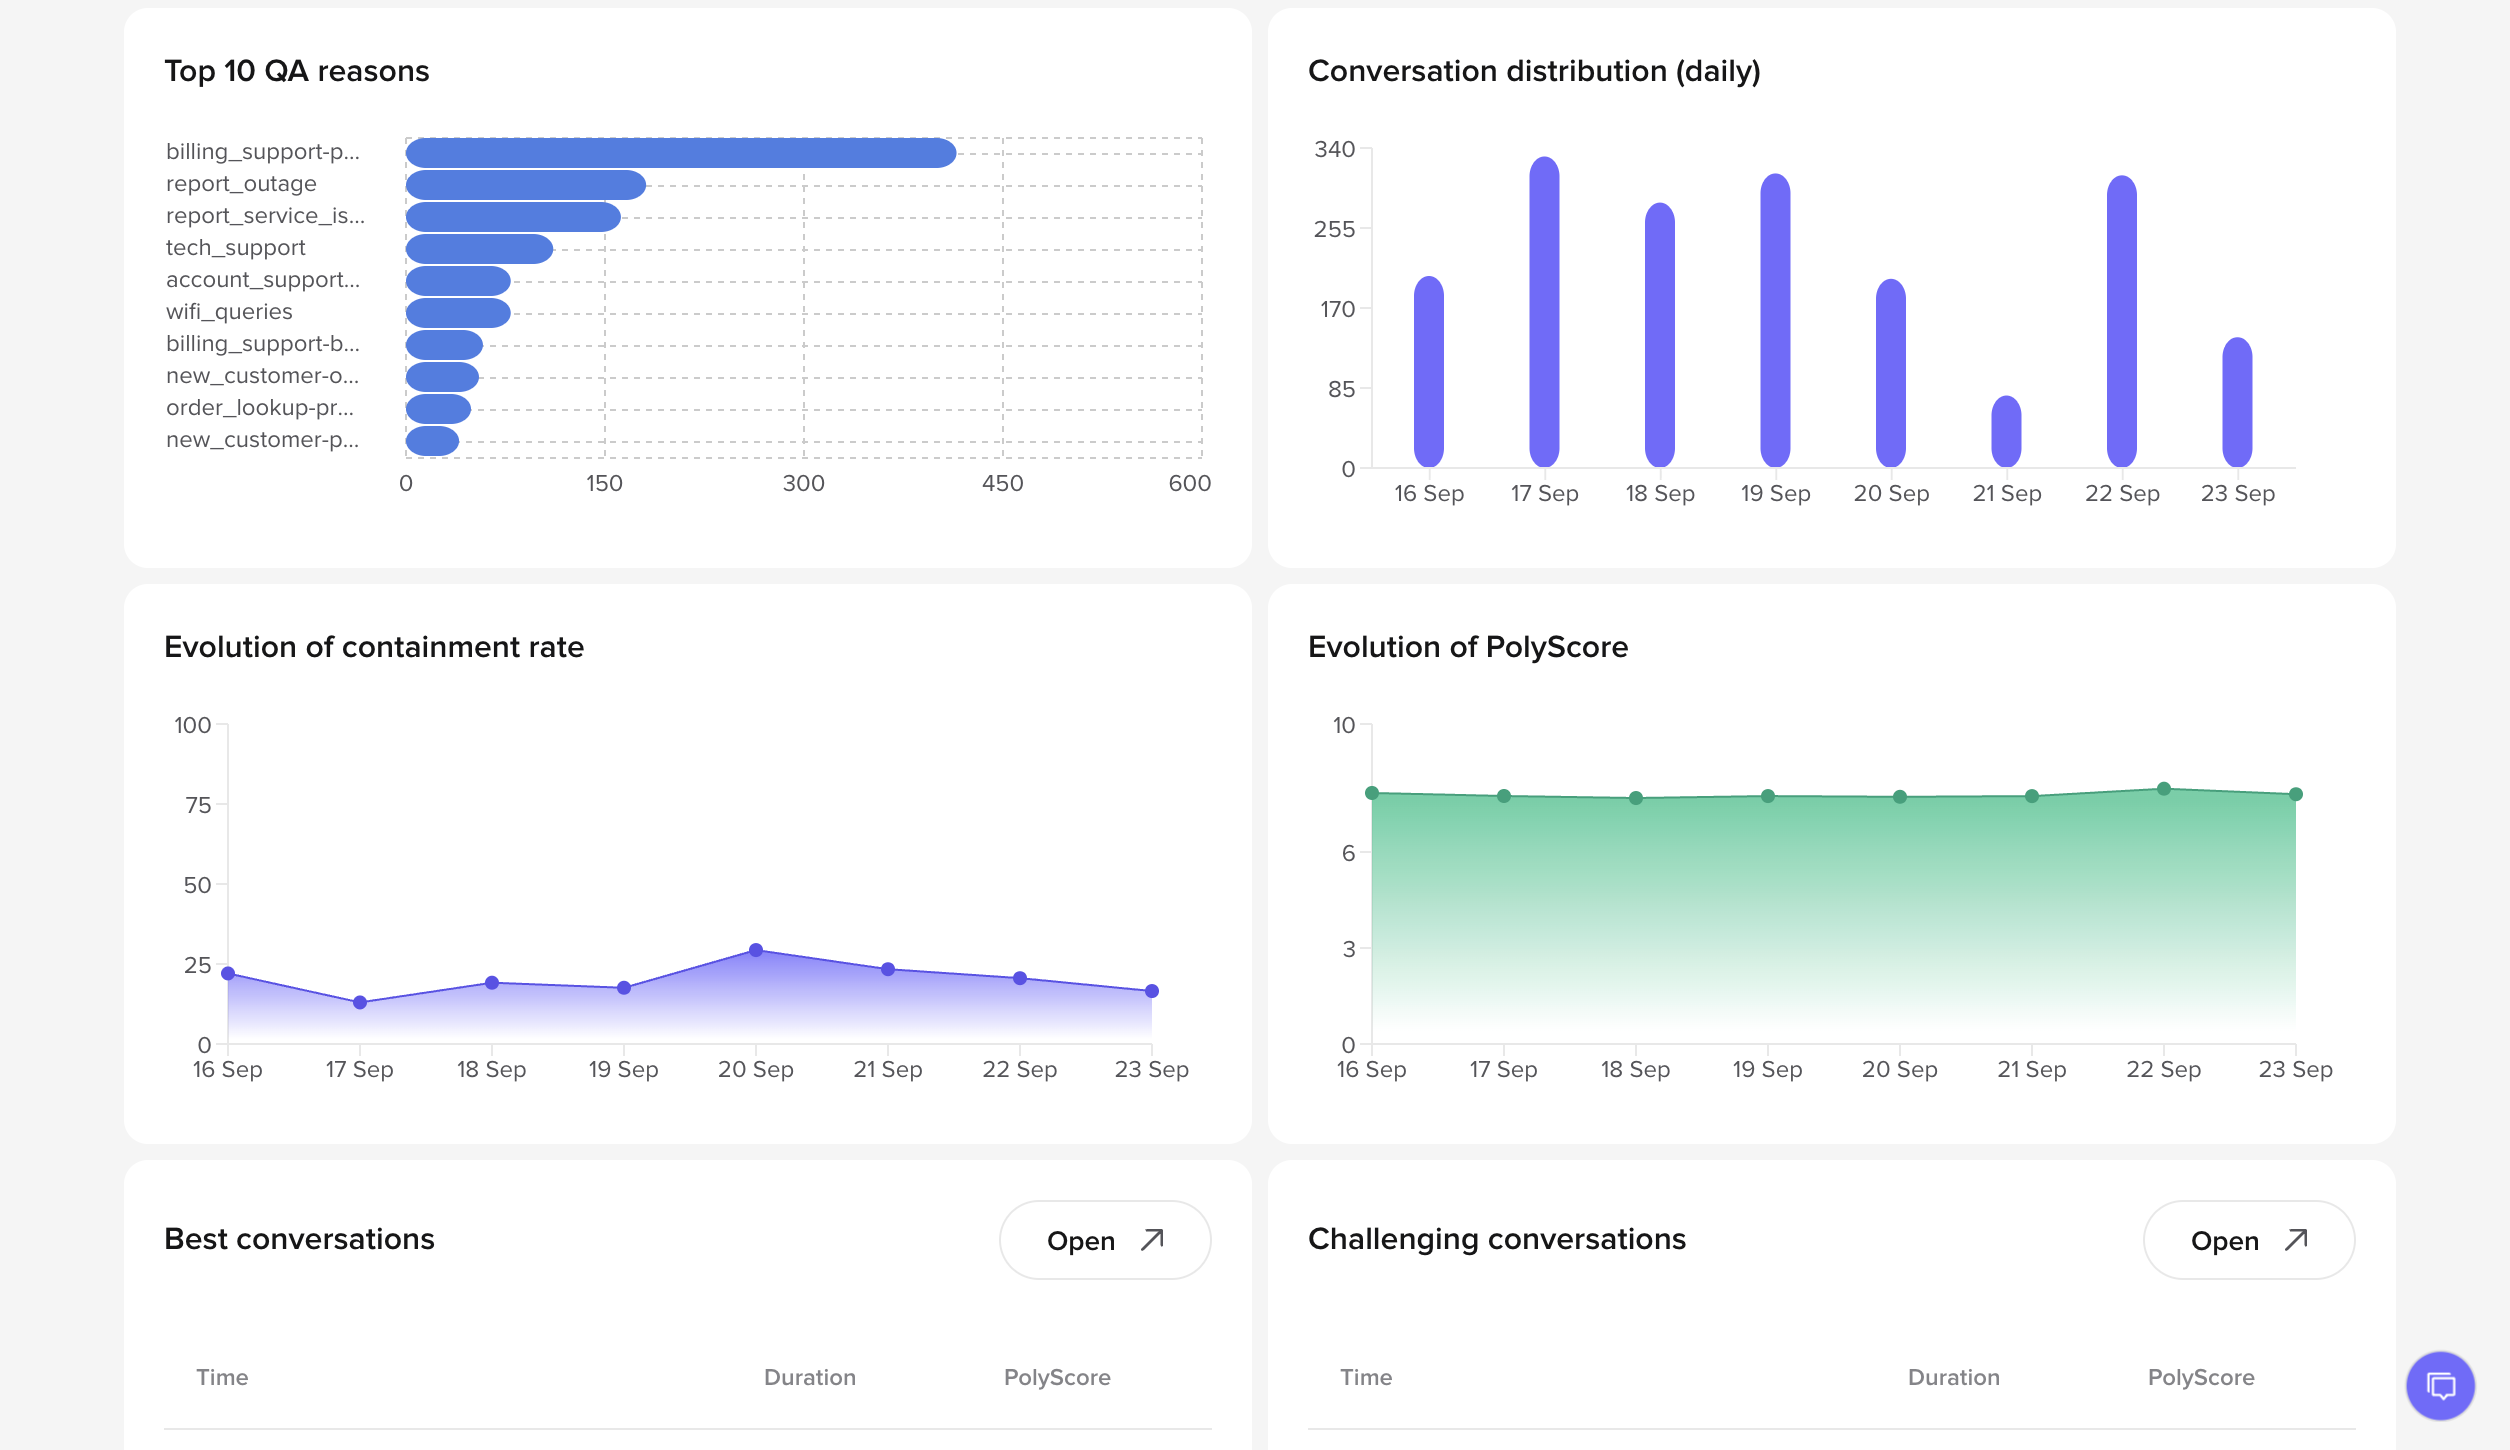 Top 10 QA reasons
billing_support-p...
report_outage
report_service_is...
tech_support
account_support...
wifi_queries
billing_support-b...
new_customer-o...
order_lookup-pr...
new_customer-p...
0 150 300 450 600
Conversation distribution (daily)
340
255
170
85
0
16 Sep 17 Sep 18 Sep 19 Sep 20 Sep 21 Sep 22 Sep 23 Sep
Evolution of containment rate
100
75
50
25
0
16 Sep 17 Sep 18 Sep 19 Sep 20 Sep 21 Sep 22 Sep 23 Sep
Evolution of PolyScore
10
6
3
0
16 Sep 17 Sep 18 Sep 19 Sep 20 Sep 21 Sep 22 Sep 23 Sep
Best conversations
Open
Time Duration PolyScore
Challenging conversations
Open
Time Duration PolyScore